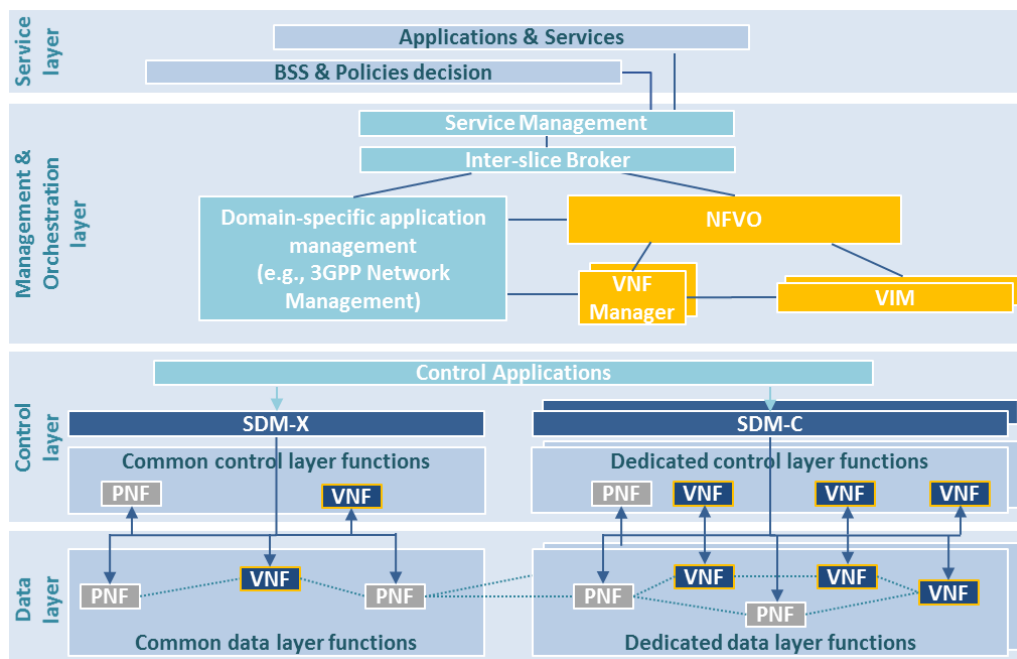 Service
layer
Applications & Services
BSS & Policies decision
Management &
Orchestration
layer
Service Management
Inter-slice Broker
Domain-specific application
management
(e.g., 3GPP Network
Management)
NFVO
VNF
Manager
VIM
Control
layer
Control Applications
SDM-X
SDM-C
Common control layer functions
Dedicated control layer functions
PNF
VNF
PNF
VNF
VNF
VNF
Data
layer
PNF
VNF
PNF
PNF
VNF
PNF
VNF
VNF
Common data layer functions
Dedicated data layer functions